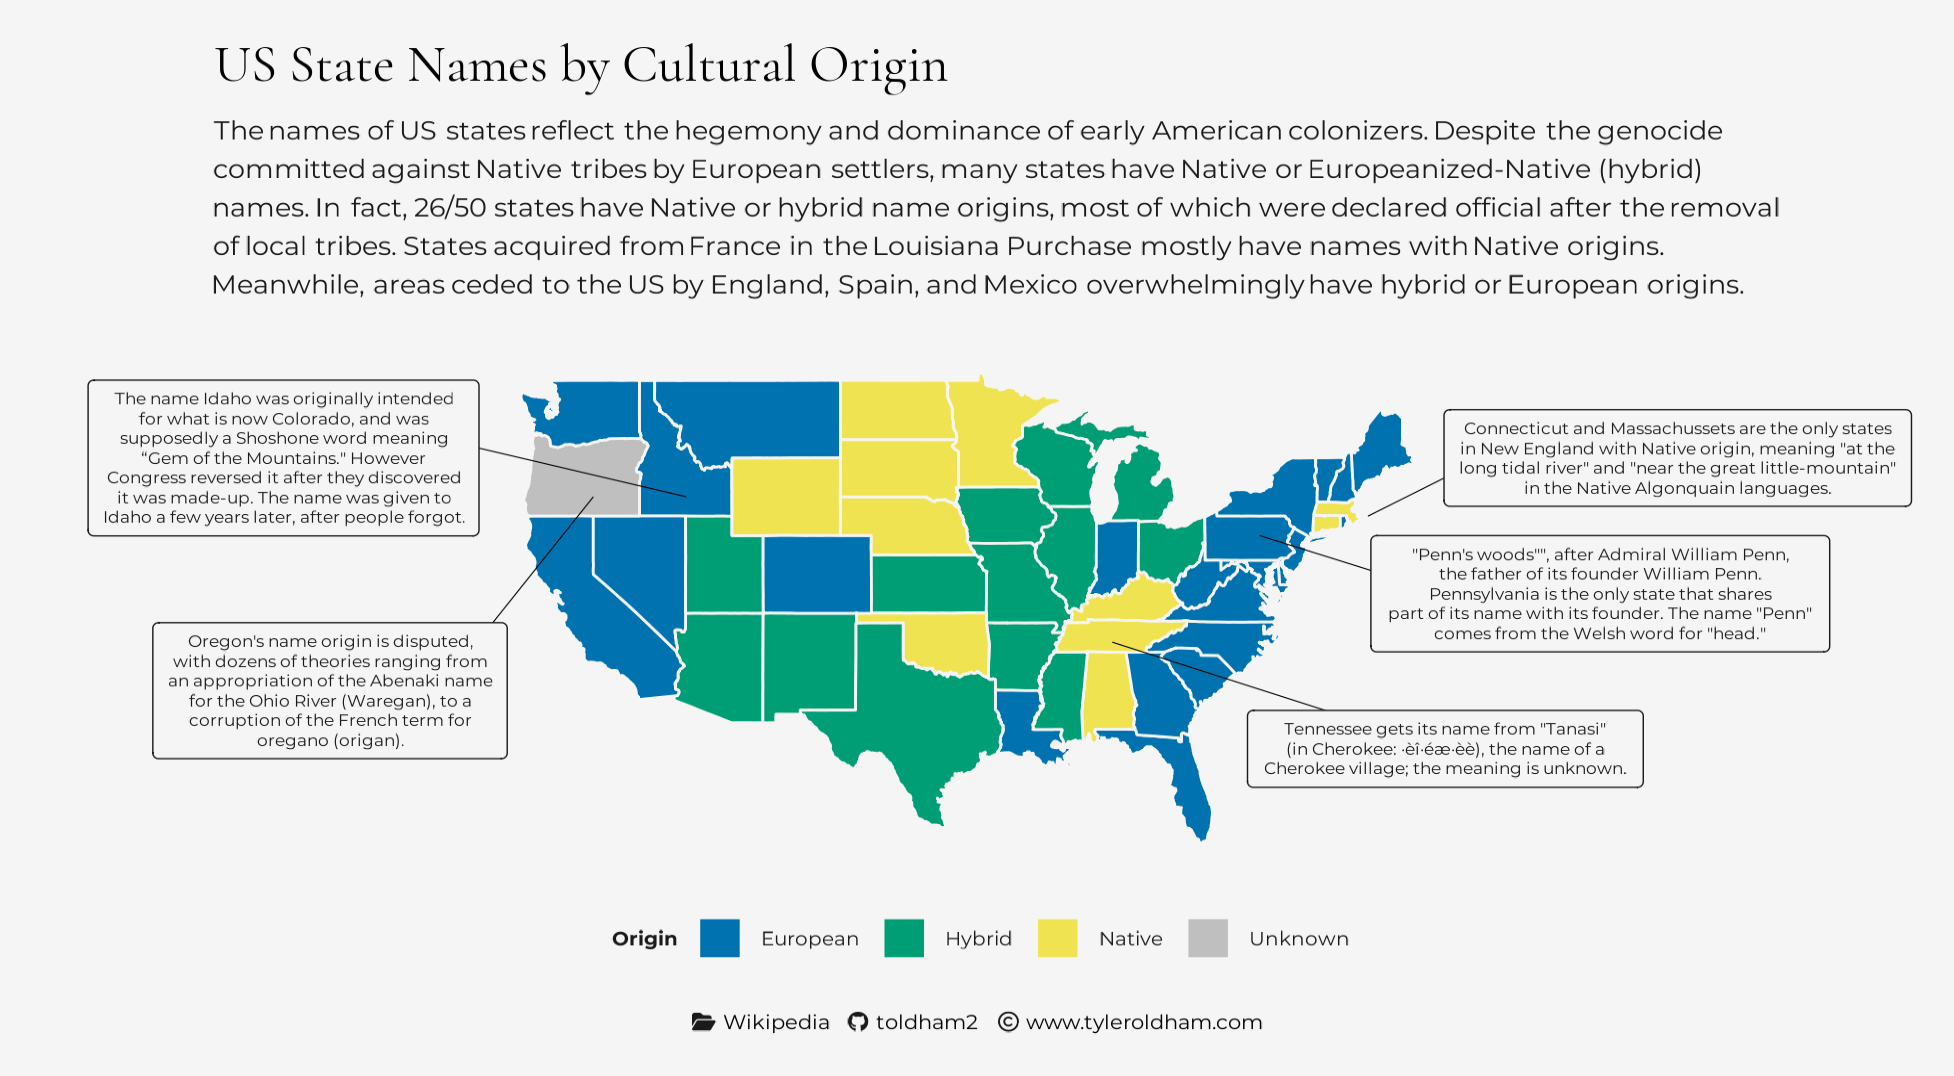 US State Names by Cultural Origin
The names of US states reflect the hegemony and dominance of early American colonizers. Despite the genocide
committed against Native tribes by European settlers, many states have Native or Europeanized-Native (hybrid)
names. In fact, 26/50 states have Native or hybrid name origins, most of which were declared official after the removal
of local tribes. States acquired from France in the Louisiana Purchase mostly have names with Native origins.
Meanwhile, areas ceded to the US by England, Spain, and Mexico overwhelmingly have hybrid or European origins.
The name Idaho was originally intended
for what is now Colorado, and was
supposedly a Shoshone word meaning
“Gem of the Mountains." However
Congress reversed it after they discovered
it was made-up. The name was given to
Idaho a few years later, after people forgot.
Connecticut and Massachussets are the only states
in New England with Native origin, meaning "at the
long tidal river" and "near the great little-mountain"
in the Native Algonquain languages.
"Penn's woods"", after Admiral William Penn,
the father of its founder William Penn.
Pennsylvania is the only state that shares
part of its name with its founder. The name "Penn"
comes from the Welsh word for "head."
Oregon's name origin is disputed,
with dozens of theories ranging from
an appropriation of the Abenaki name
for the Ohio River (Waregan), to a
corruption of the French term for
oregano (origan).
Tennessee gets its name from "Tanasi"
(in Cherokee: ·èî·éæ·èè), the name of a
Cherokee village; the meaning is unknown.
Origin European Hybrid Native Unknown
Wikipedia toldham2 © www.tyleroldham.com